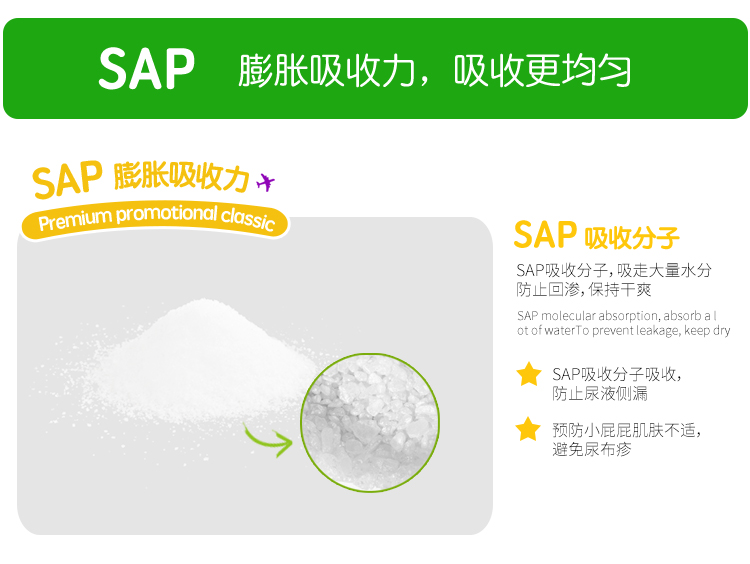 SAP 膨胀吸收力，吸收更均匀
SAP 膨胀吸收力
Premium promotional classic
SAP 吸收分子
SAP吸收分子，吸走大量水分
防止回渗，保持干爽
SAP molecular absorption, absorb a l
ot of waterTo prevent leakage, keep dry
SAP吸收分子吸收，
防止尿液侧漏
预防小屁屁肌肤不适，
避免尿布疹